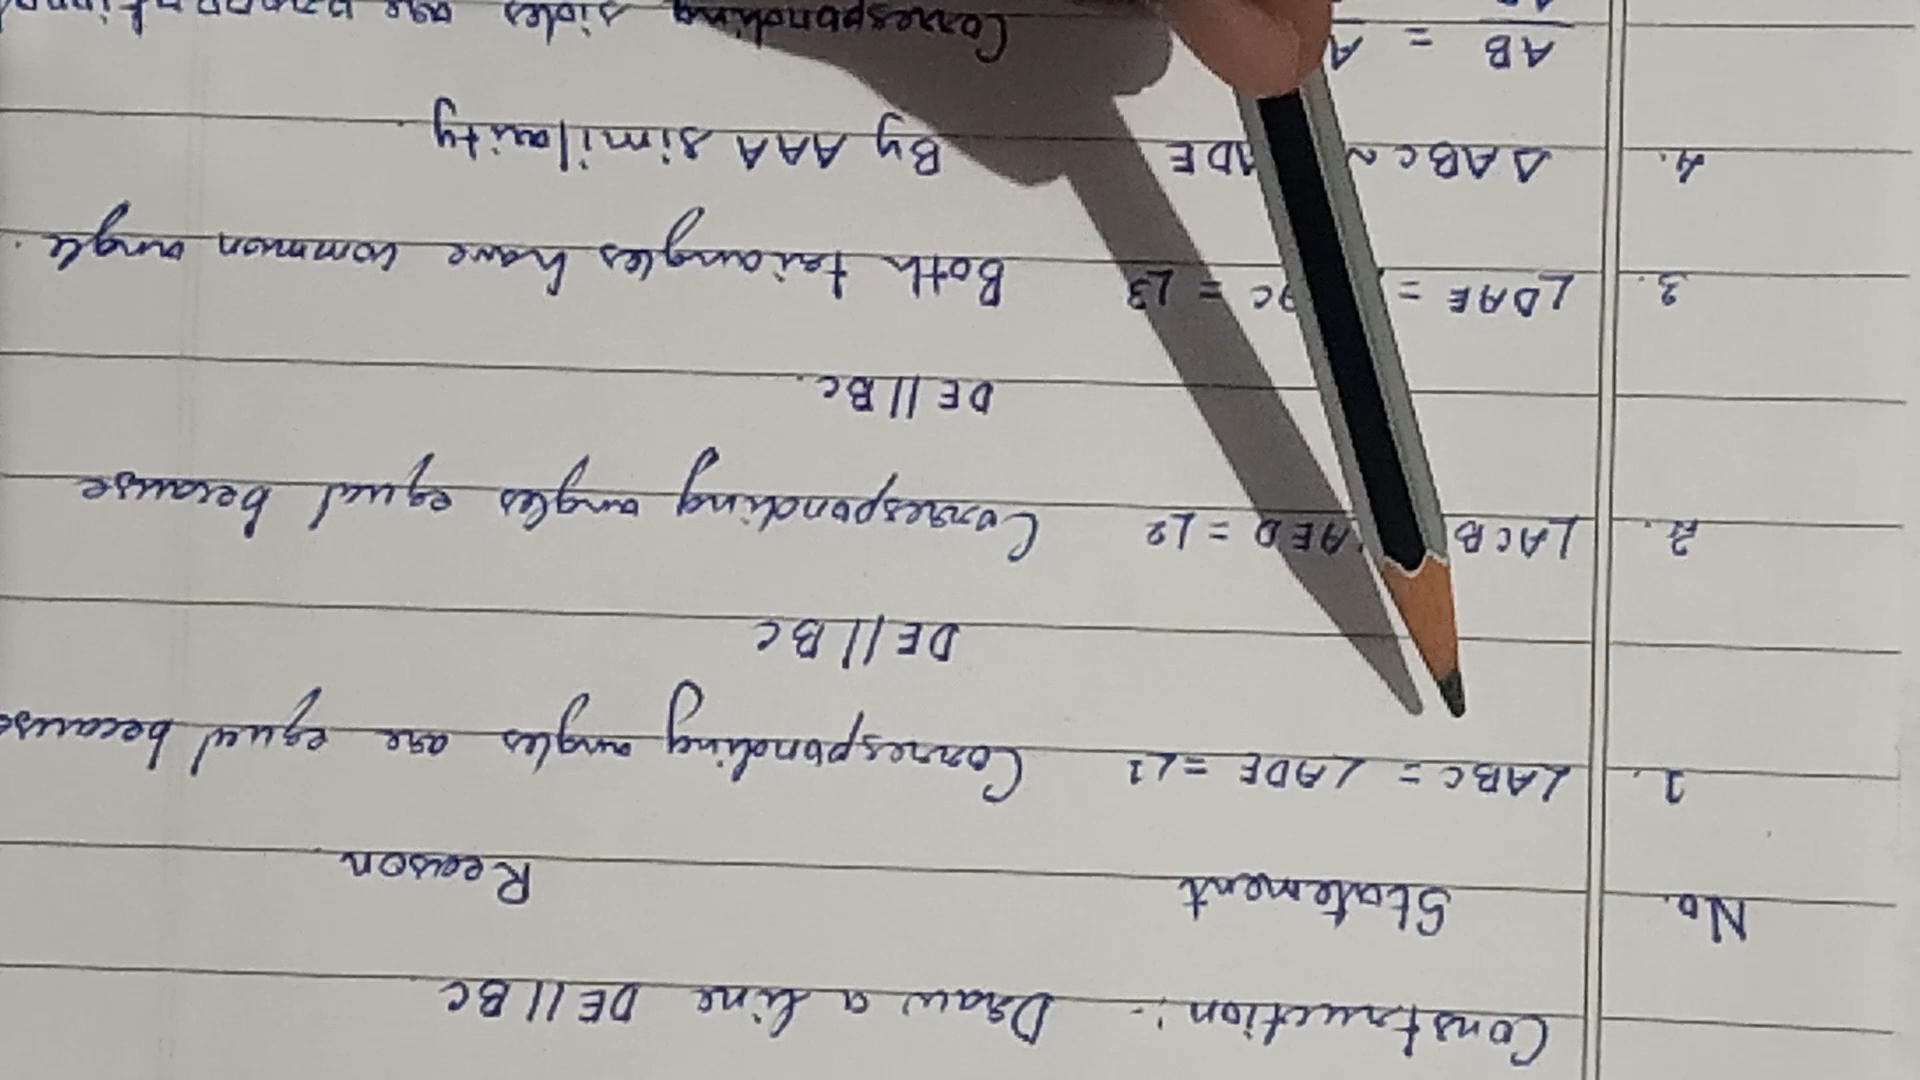 Construction :- Draw a line DE || BC
No. Statement Reason
1. ∠ABC = ∠ADE = ∠1 Corresponding angles are equal because
DE || BC
2. ∠ACB AED = ∠2 Corresponding angles equal because
DE || BC.
3. ∠DAE = = ∠3 Both triangles have common angle.
4. ΔABC ~ ADE By AAA similarity.
AB = A Corresponding sides are